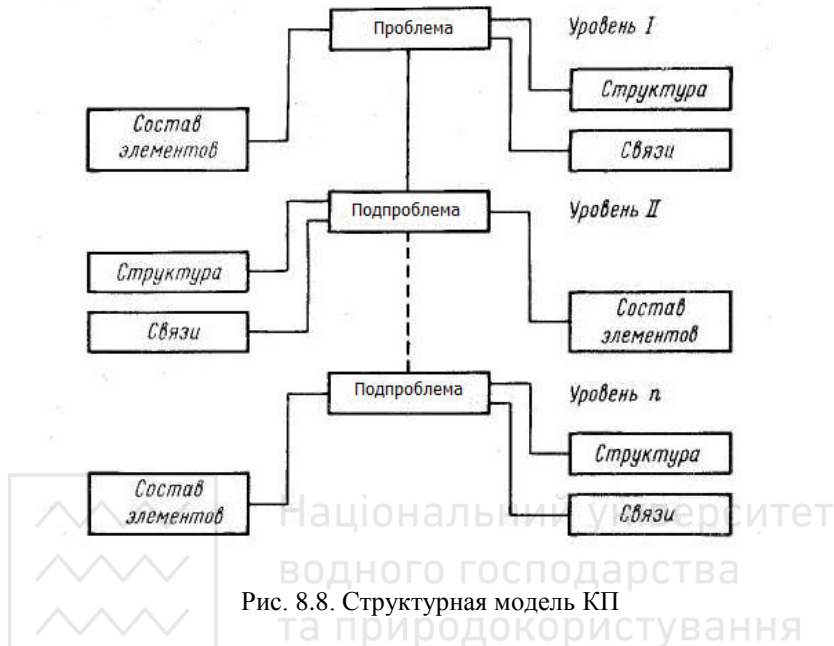 Проблема
Уровень I
Структура
Состав
элементов
Связи
Подпроблема
Уровень II
Структура
Связи
Состав
элементов
Подпроблема
Уровень n
Структура
Состав
элементов
Связи
Національний університет
водного господарства
Рис. 8.8. Структурная модель КП
та природокористування